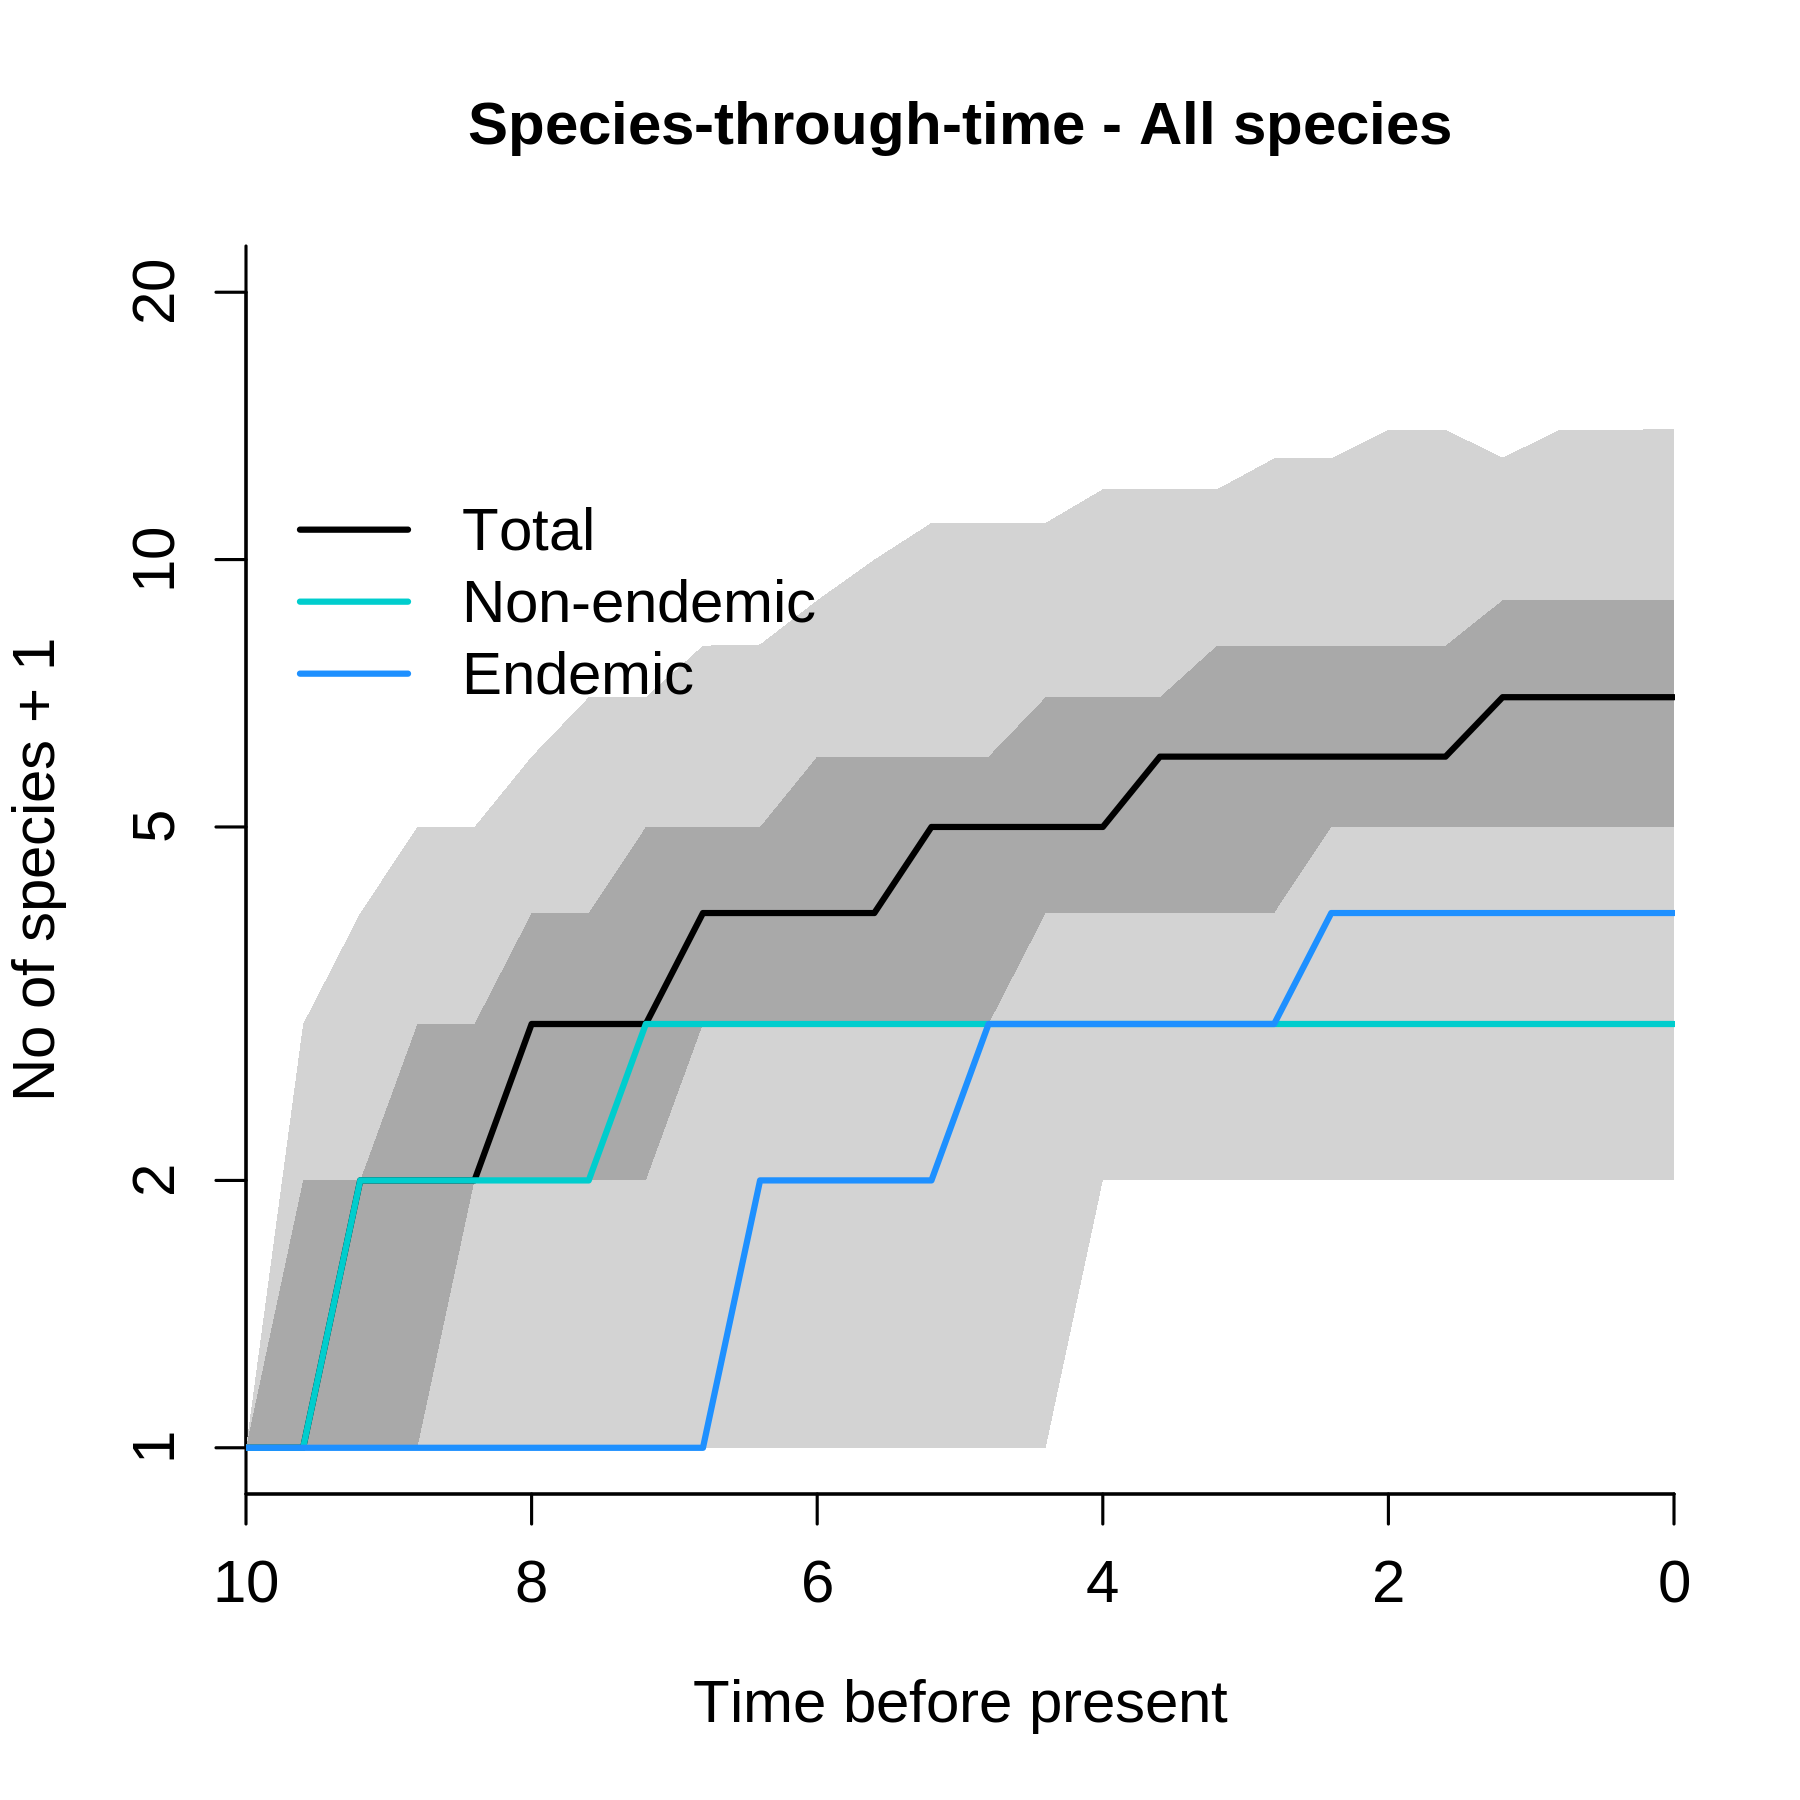 Species-through-time - All species
20
10
5
2
1
No of species + 1
Total
Non-endemic
Endemic
10 8 6 4 2 0
Time before present